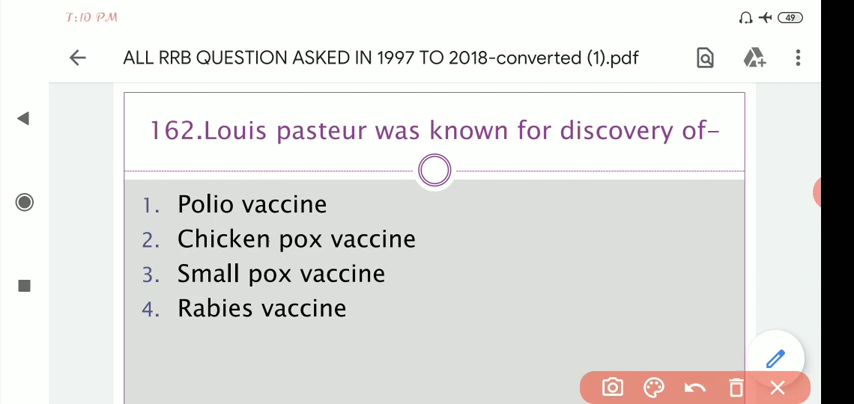 7:10 PM
49
ALL RRB QUESTION ASKED IN 1997 TO 2018-converted (1).pdf
162.Louis pasteur was known for discovery of-
1. Polio vaccine
2. Chicken pox vaccine
3. Small pox vaccine
4. Rabies vaccine